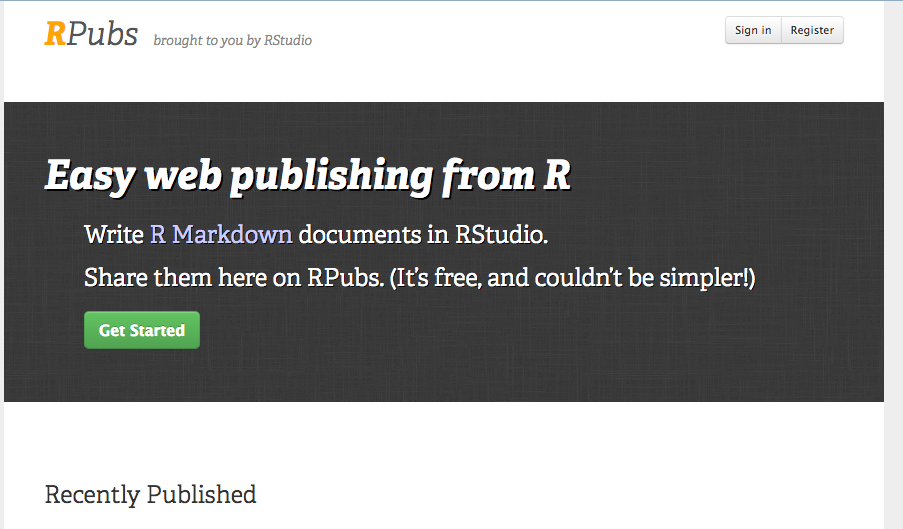 RPubs brought to you by RStudio
Sign in Register
Easy web publishing from R
Write R Markdown documents in RStudio.
Share them here on RPubs. (It's free, and couldn't be simpler!)
Get Started
Recently Published